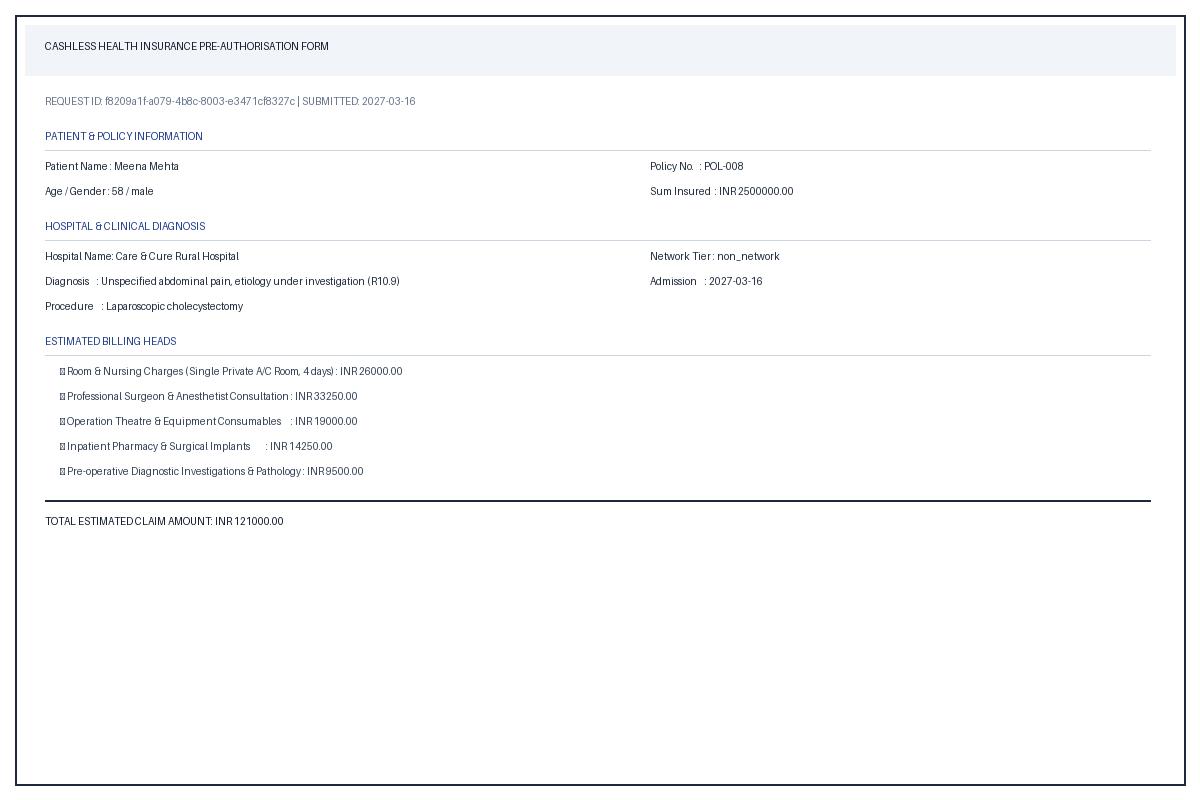 CASHLESS HEALTH INSURANCE PRE-AUTHORISATION FORM
REQUEST ID: f8209a1f-a079-4b8c-8003-e3471cf8327c | SUBMITTED: 2027-03-16
PATIENT & POLICY INFORMATION
Patient Name : Meena Mehta
Policy No. : POL-008
Age / Gender : 58 / male
Sum Insured : INR 2500000.00
HOSPITAL & CLINICAL DIAGNOSIS
Hospital Name: Care & Cure Rural Hospital
Network Tier : non_network
Diagnosis : Unspecified abdominal pain, etiology under investigation (R10.9)
Admission : 2027-03-16
Procedure : Laparoscopic cholecystectomy
ESTIMATED BILLING HEADS
Room & Nursing Charges (Single Private A/C Room, 4 days) : INR 26000.00
Professional Surgeon & Anesthetist Consultation : INR 33250.00
Operation Theatre & Equipment Consumables : INR 19000.00
Inpatient Pharmacy & Surgical Implants : INR 14250.00
Pre-operative Diagnostic Investigations & Pathology : INR 9500.00
TOTAL ESTIMATED CLAIM AMOUNT: INR 121000.00